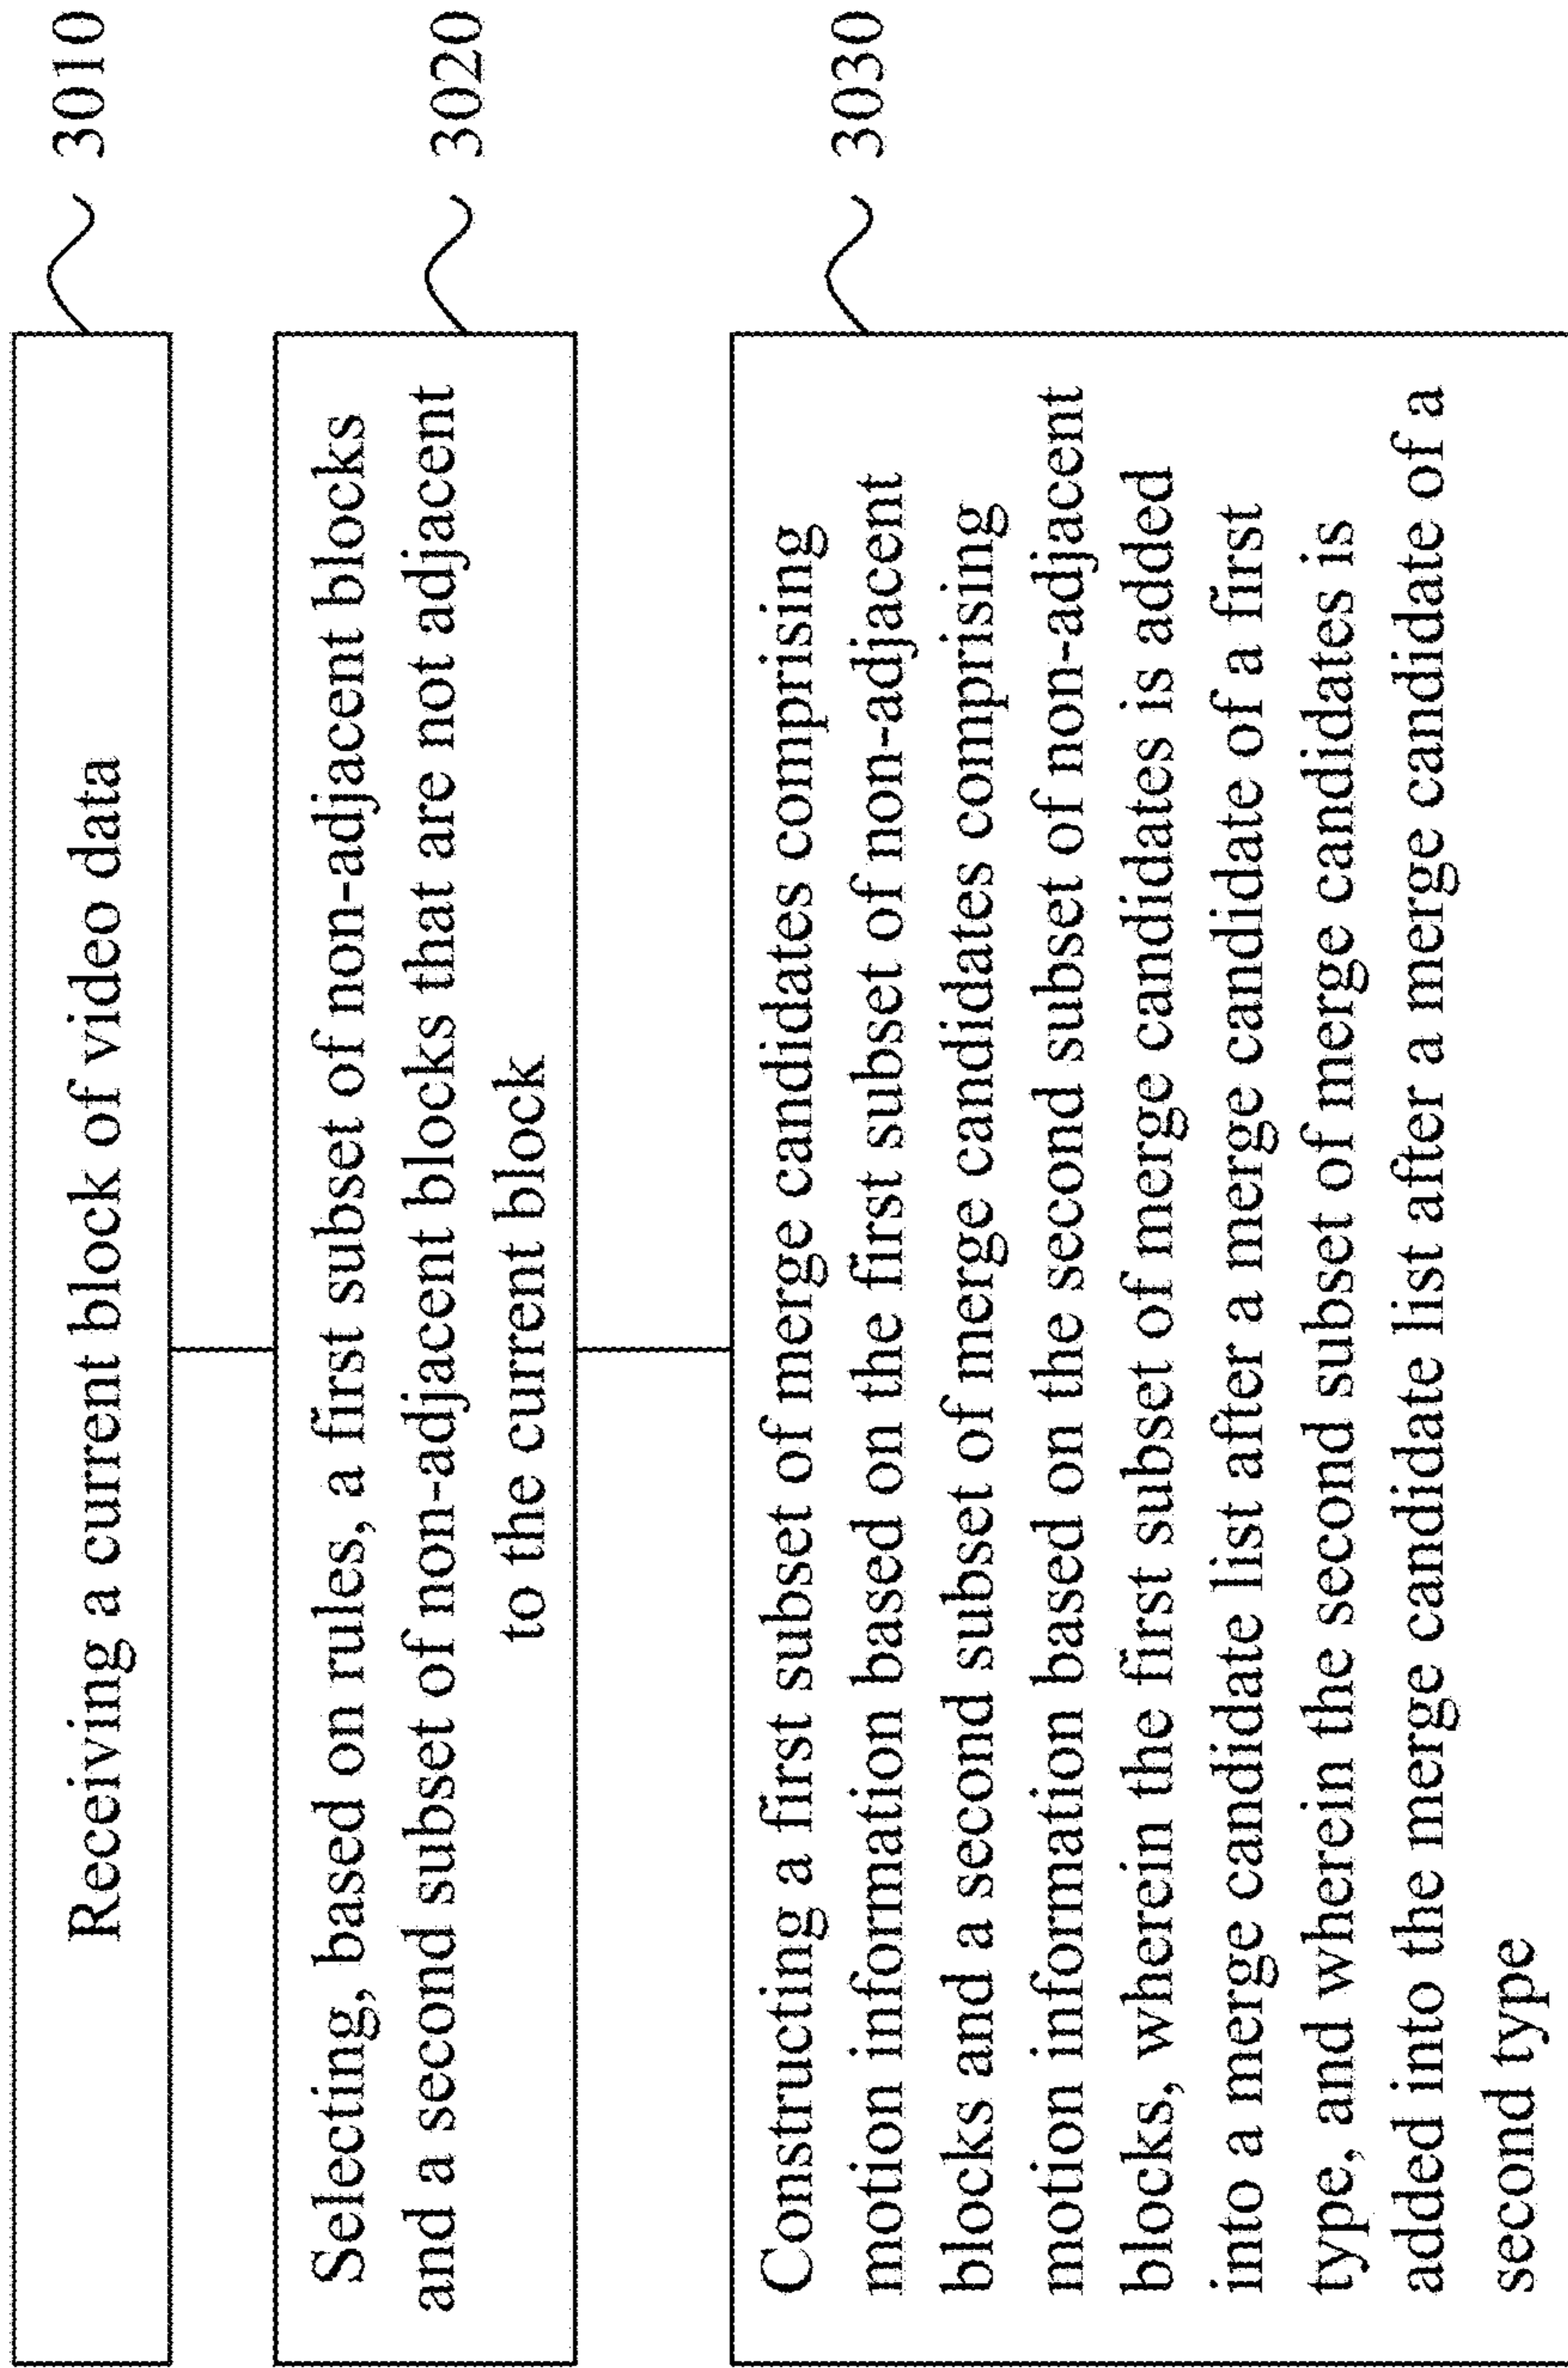 Receiving a current block of video data
3010
Selecting, based on rules, a first subset of non-adjacent blocks
and a second subset of non-adjacent blocks that are not adjacent
to the current block
3020
Constructing a first subset of merge candidates comprising
motion information based on the first subset of non-adjacent
blocks and a second subset of merge candidates comprising
motion information based on the second subset of non-adjacent
blocks, wherein the first subset of merge candidates is added
into a merge candidate list after a merge candidate of a first
type, and wherein the second subset of merge candidates is
added into the merge candidate list after a merge candidate of a
second type
3030